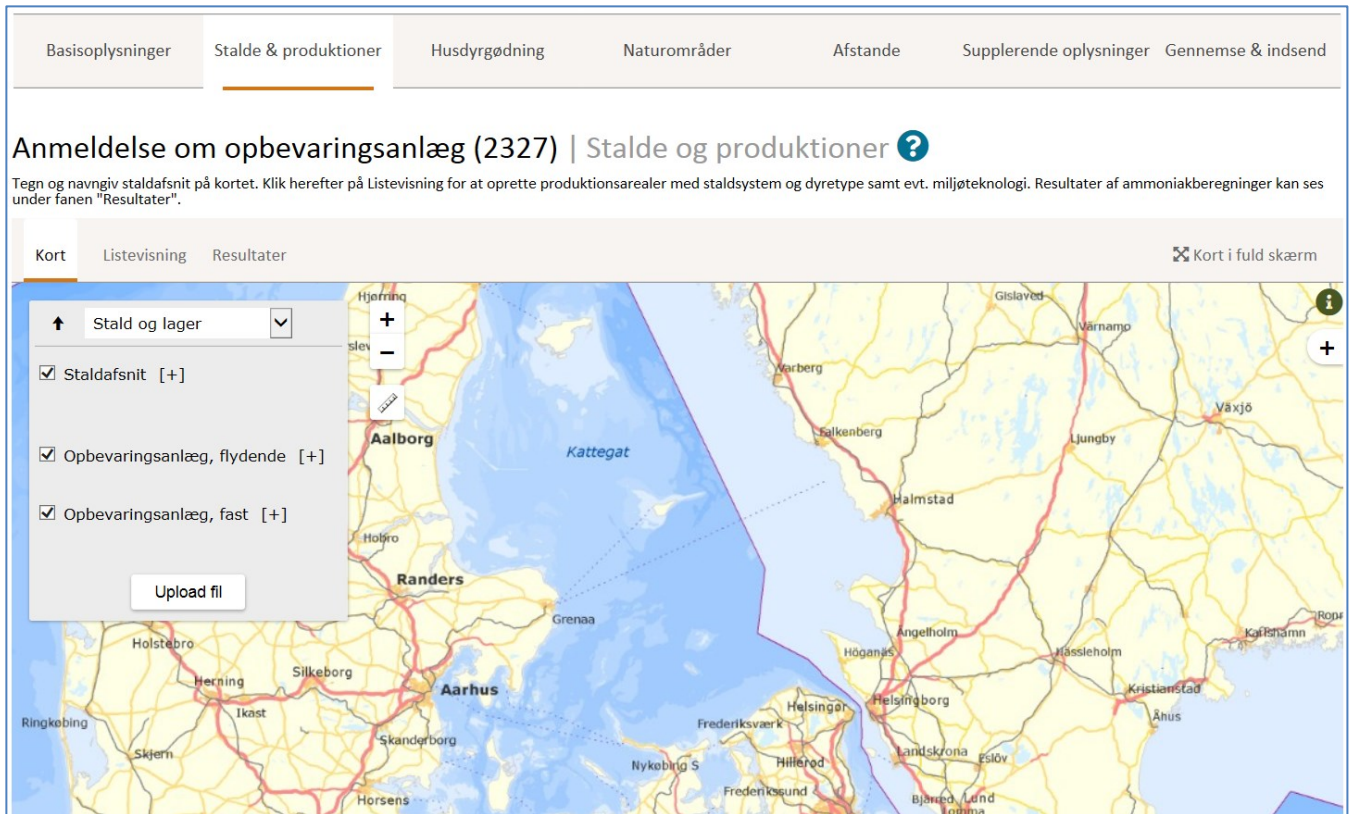 Basisoplysninger Stalde & produktioner Husdyrgødning Naturområder Afstande Supplerende oplysninger Gennemse & indsend
Anmeldelse om opbevaringsanlæg (2327) | Stalde og produktioner ?
Tegn og navngiv staldafsnit på kortet. Klik herefter på Listevisning for at oprette produktionsarealer med staldsystem og dyretype samt evt. miljøteknologi. Resultater af ammoniakberegninger kan ses
under fanen "Resultater".
Kort Listevisning Resultater Kort i fuld skærm
Hjørring
Gislaved
i
Stald og lager
+
Värnamo
+
−
Varberg
Staldafsnit [+]
Växjö
Aalborg
Falkenberg
Ljungby
Kattegat
Opbevaringsanlæg, flydende [+]
Halmstad
Opbevaringsanlæg, fast [+]
Hobro
Randers
Upload fil
Grenaa
Ängelholm
Karlshamn
Holstebro
Höganäs
Hässleholm
Silkeborg
Herning
Aarhus
Kristianstad
Ikast
Helsingør
Helsingborg
Ringkøbing
Frederiksværk
Åhus
Skanderborg
Skjern
Landskrona
Eslöv
Nykøbing S
Hillerød
Frederikssund
Horsens
Bjärred
Lund
Lomma